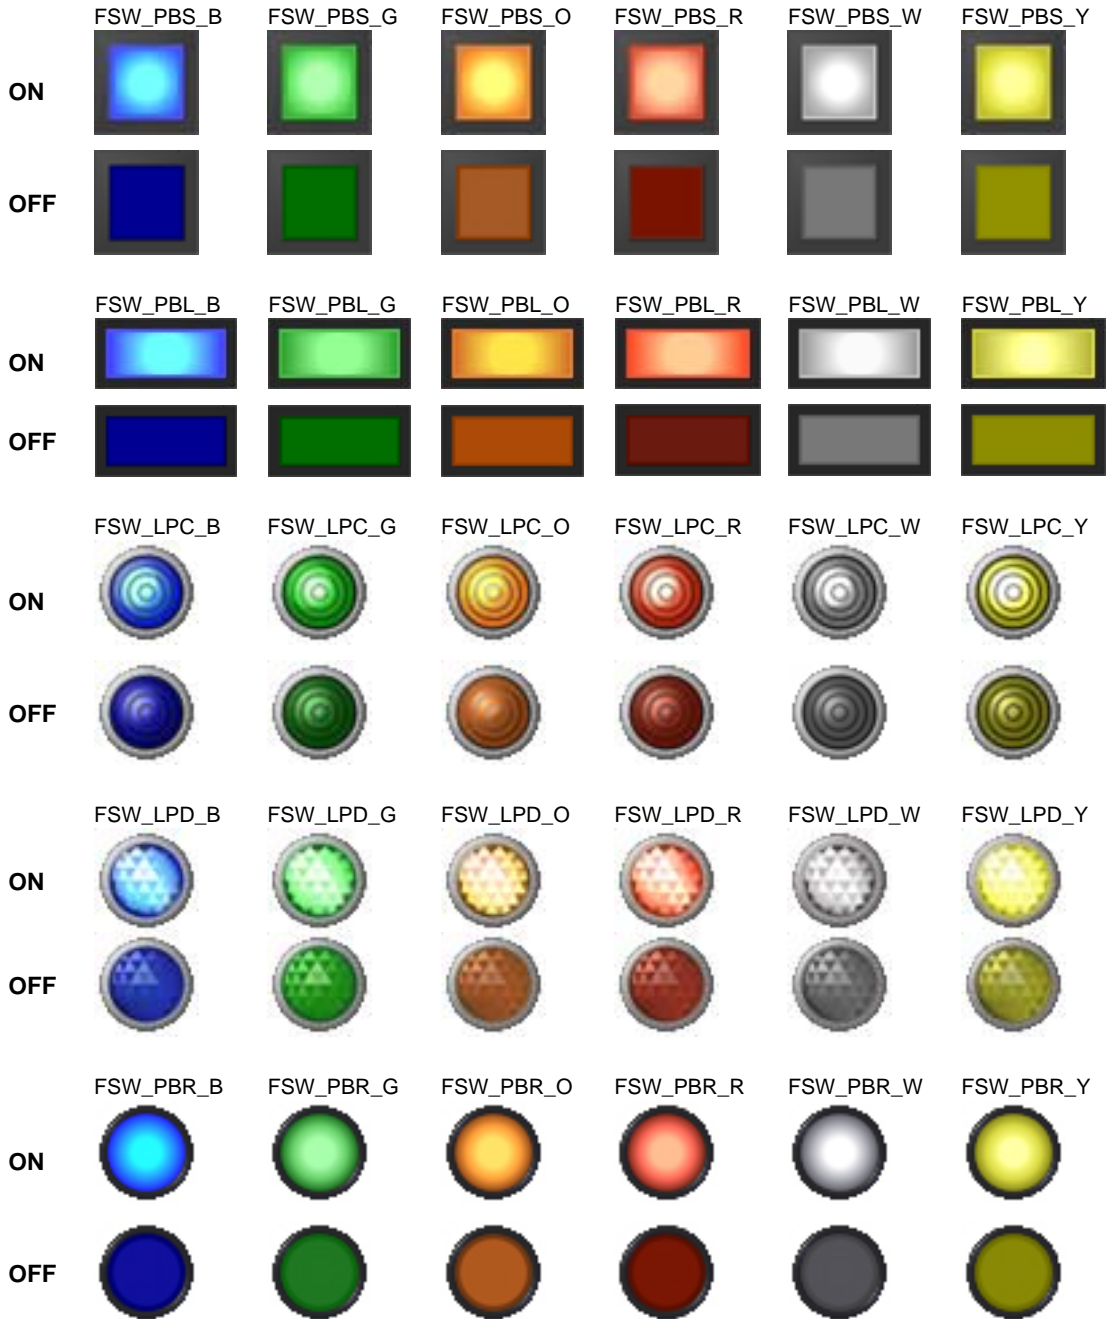 FSW_PBS_B FSW_PBS_G FSW_PBS_O FSW_PBS_R FSW_PBS_W FSW_PBS_Y
ON
OFF
FSW_PBL_B FSW_PBL_G FSW_PBL_O FSW_PBL_R FSW_PBL_W FSW_PBL_Y
ON
OFF
FSW_LPC_B FSW_LPC_G FSW_LPC_O FSW_LPC_R FSW_LPC_W FSW_LPC_Y
ON
OFF
FSW_LPD_B FSW_LPD_G FSW_LPD_O FSW_LPD_R FSW_LPD_W FSW_LPD_Y
ON
OFF
FSW_PBR_B FSW_PBR_G FSW_PBR_O FSW_PBR_R FSW_PBR_W FSW_PBR_Y
ON
OFF